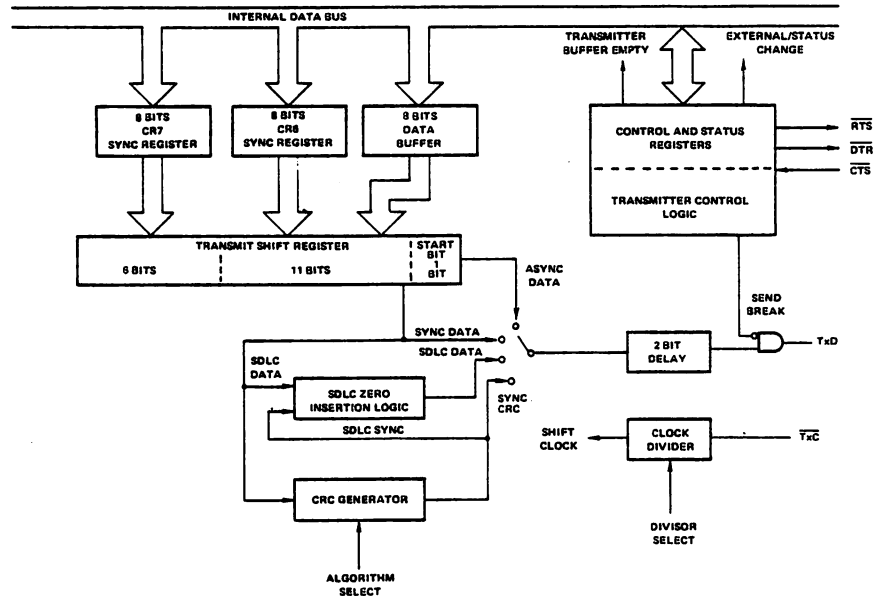 INTERNAL DATA BUS
TRANSMITTER
BUFFER EMPTY
EXTERNAL/STATUS
CHANGE
8 BITS
CR7
SYNC REGISTER
8 BITS
CR6
SYNC REGISTER
8 BITS
DATA
BUFFER
CONTROL AND STATUS
REGISTERS
TRANSMITTER CONTROL
LOGIC
RTS
DTR
CTS
TRANSMIT SHIFT REGISTER
6 BITS
11 BITS
START
BIT
1
BIT
ASYNC
DATA
SYNC DATA
SDLC DATA
SEND
BREAK
2 BIT
DELAY
TxD
SDLC
DATA
SDLC ZERO
INSERTION LOGIC
SYNC
CRC
SDLC SYNC
SHIFT
CLOCK
CLOCK
DIVIDER
TxC
CRC GENERATOR
DIVISOR
SELECT
ALGORITHM
SELECT